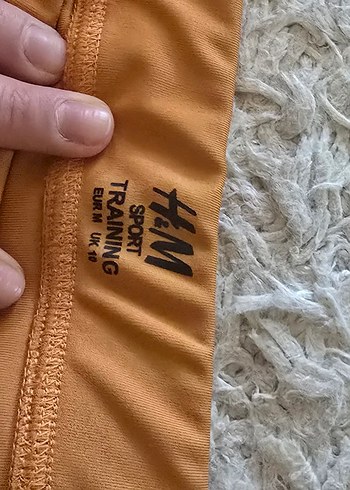 H&M
SPORT
TRAINING
EUR M UK 10